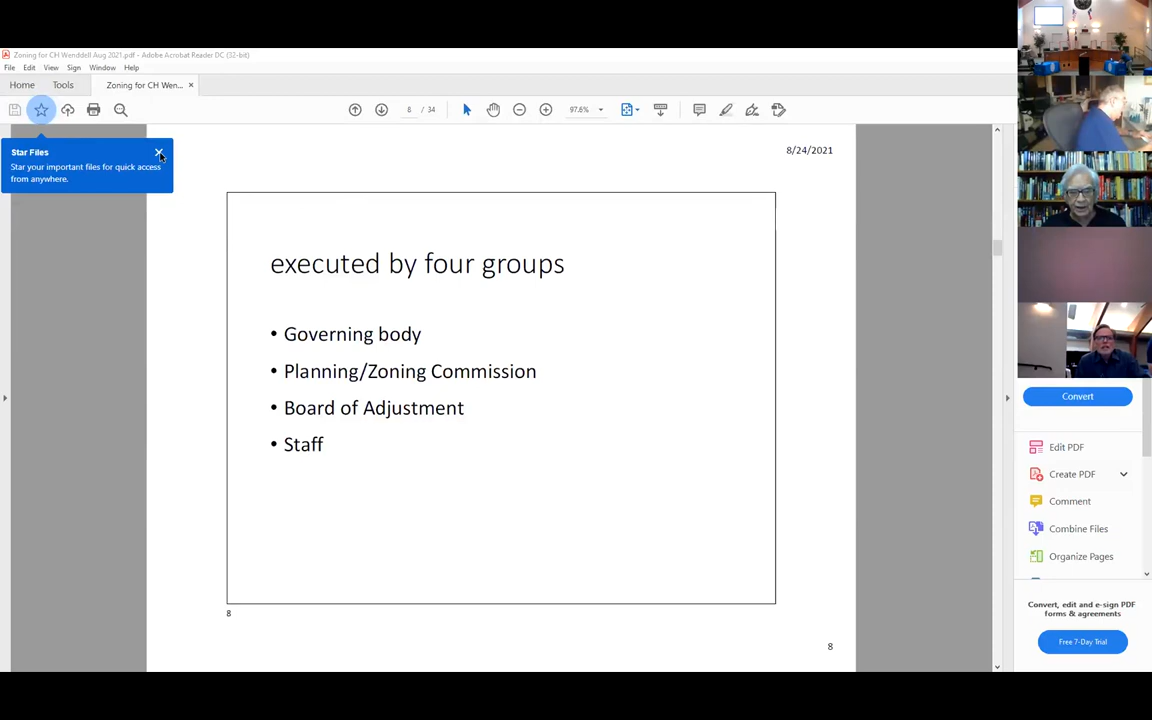 Zoning for CH Wenddell Aug 2021.pdf - Adobe Acrobat Reader DC (32-bit)
File Edit View Sign Window Help
Home Tools Zoning for CH Wen... ×
8 / 34 97.6%
Star Files
Star your important files for quick access
from anywhere.
8/24/2021
executed by four groups
• Governing body
• Planning/Zoning Commission
• Board of Adjustment
• Staff
8
8
Convert
Edit PDF
Create PDF
Comment
Combine Files
Organize Pages
Convert, edit and e-sign PDF
forms & agreements
Free 7-Day Trial